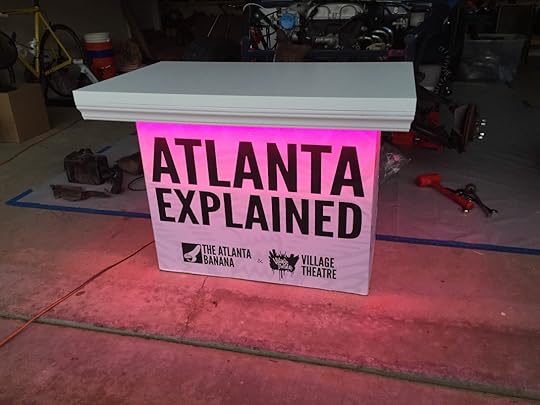 ATLANTA
EXPLAINED
THE ATLANTA
BANANA
&
VILLAGE
THEATRE